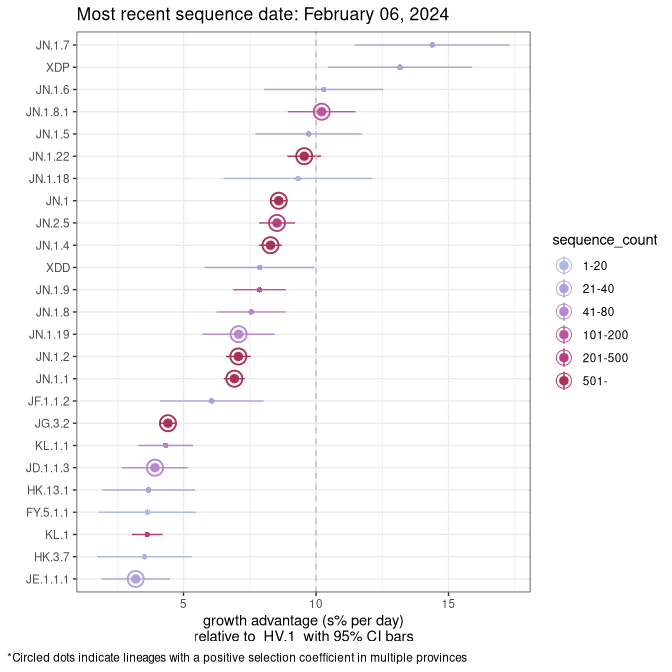 Most recent sequence date: February 06, 2024
JN.1.7
XDP
JN.1.6
JN.1.8.1
JN.1.5
JN.1.22
JN.1.18
JN.1
JN.2.5
JN.1.4
XDD
JN.1.9
JN.1.8
JN.1.19
JN.1.2
JN.1.1
JF.1.1.2
JG.3.2
KL.1.1
JD.1.1.3
HK.13.1
FY.5.1.1
KL.1
HK.3.7
JE.1.1.1
5 10 15
growth advantage (s% per day)
relative to HV.1 with 95% CI bars
sequence_count
1-20
21-40
41-80
101-200
201-500
501-
*Circled dots indicate lineages with a positive selection coefficient in multiple provinces